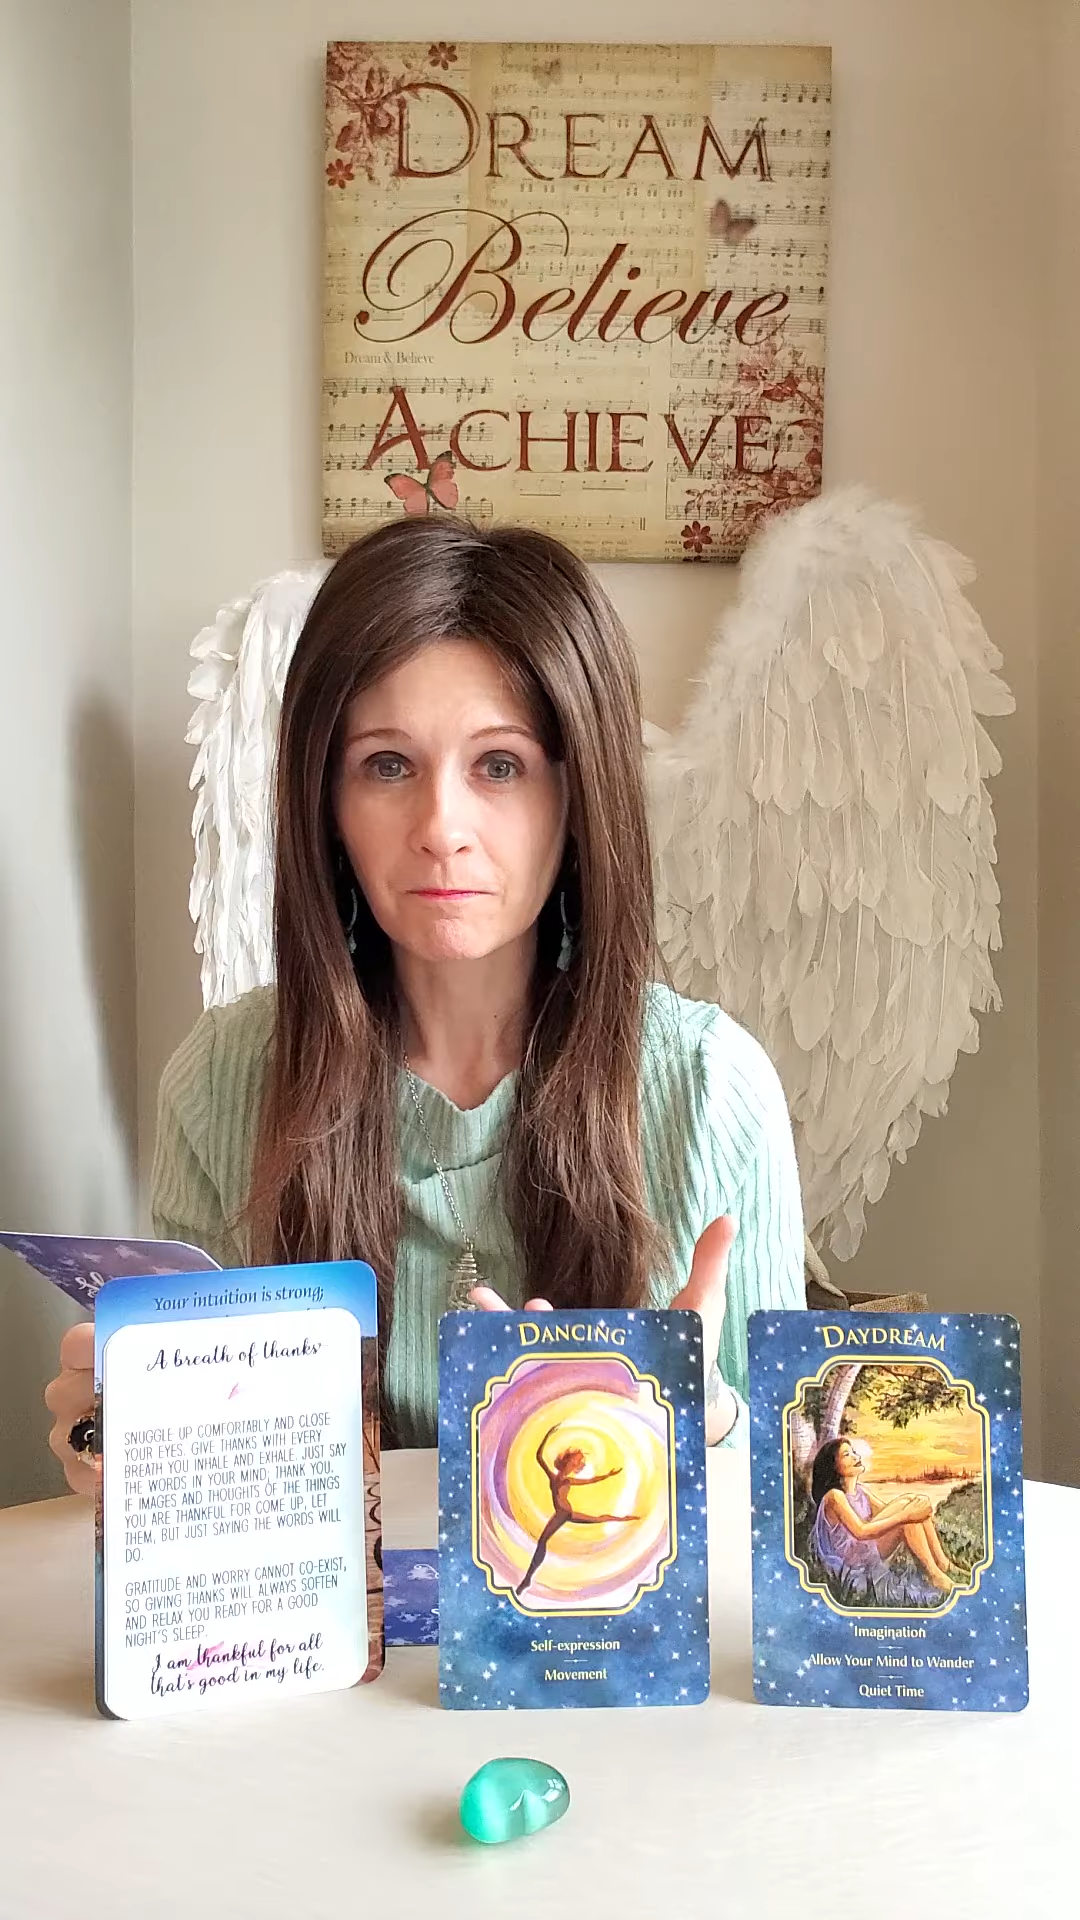 DREAM
Believe
Dream & Believe
ACHIEVE
Your intuition is strong;
A breath of thanks
SNUGGLE UP COMFORTABLY AND CLOSE
YOUR EYES. GIVE THANKS WITH EVERY
BREATH YOU INHALE AND EXHALE. JUST SAY
THE WORDS IN YOUR MIND: THANK YOU.
IF IMAGES AND THOUGHTS OF THE THINGS
YOU ARE THANKFUL FOR COME UP, LET
THEM, BUT JUST SAYING THE WORDS WILL
DO.
GRATITUDE AND WORRY CANNOT CO-EXIST,
SO GIVING THANKS WILL ALWAYS SOFTEN
AND RELAX YOU READY FOR A GOOD
NIGHT'S SLEEP.
I am thankful for all
that's good in my life.
DANCING
Self-expression
Movement
DAYDREAM
Imagination
Allow Your Mind to Wander
Quiet Time